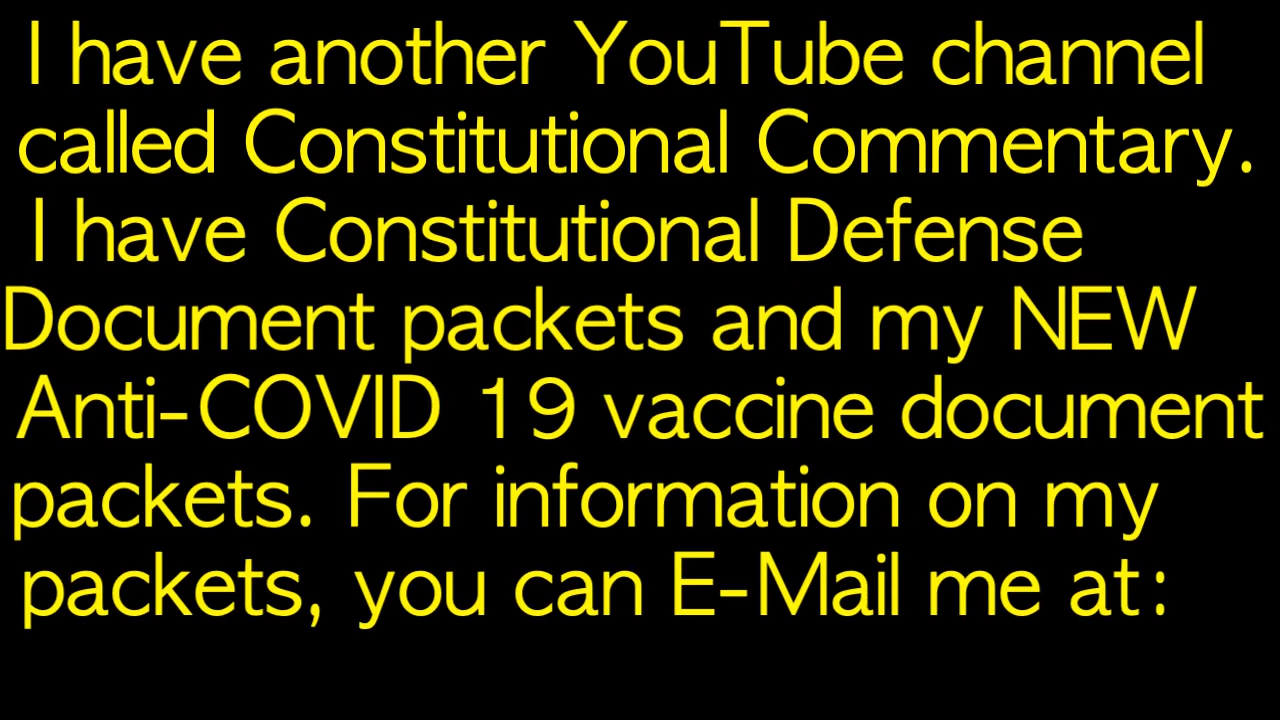 I have another YouTube channel
called Constitutional Commentary.
I have Constitutional Defense
Document packets and my NEW
Anti-COVID 19 vaccine document
packets. For information on my
packets, you can E-Mail me at: